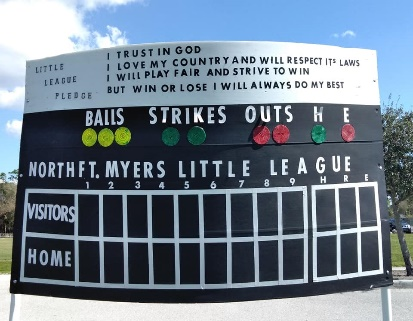 I TRUST IN GOD
LITTLE I LOVE MY COUNTRY AND WILL RESPECT ITS LAWS
LEAGUE I WILL PLAY FAIR AND STRIVE TO WIN
PLEDGE BUT WIN OR LOSE I WILL ALWAYS DO MY BEST
BALLS STRIKES OUTS H E
NORTH FT. MYERS LITTLE LEAGUE
1 2 3 4 5 6 7 8 9 H R E
VISITORS
HOME